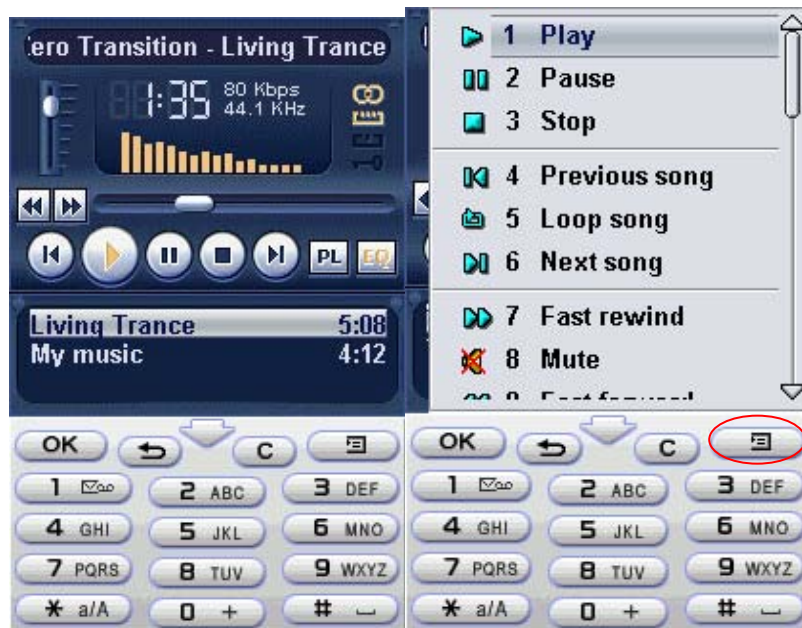 ero Transition - Living Trance
1:35 80 Kbps
44.1 KHz
PL EQ
Living Trance 5:08
My music 4:12
OK C
1 2 ABC 3 DEF
4 GHI 5 JKL 6 MNO
7 PQRS 8 TUV 9 WXYZ
* a/A 0 + #
1 Play
2 Pause
3 Stop
4 Previous song
5 Loop song
6 Next song
7 Fast rewind
8 Mute
9 Fast forward
OK C
1 2 ABC 3 DEF
4 GHI 5 JKL 6 MNO
7 PQRS 8 TUV 9 WXYZ
* a/A 0 + #